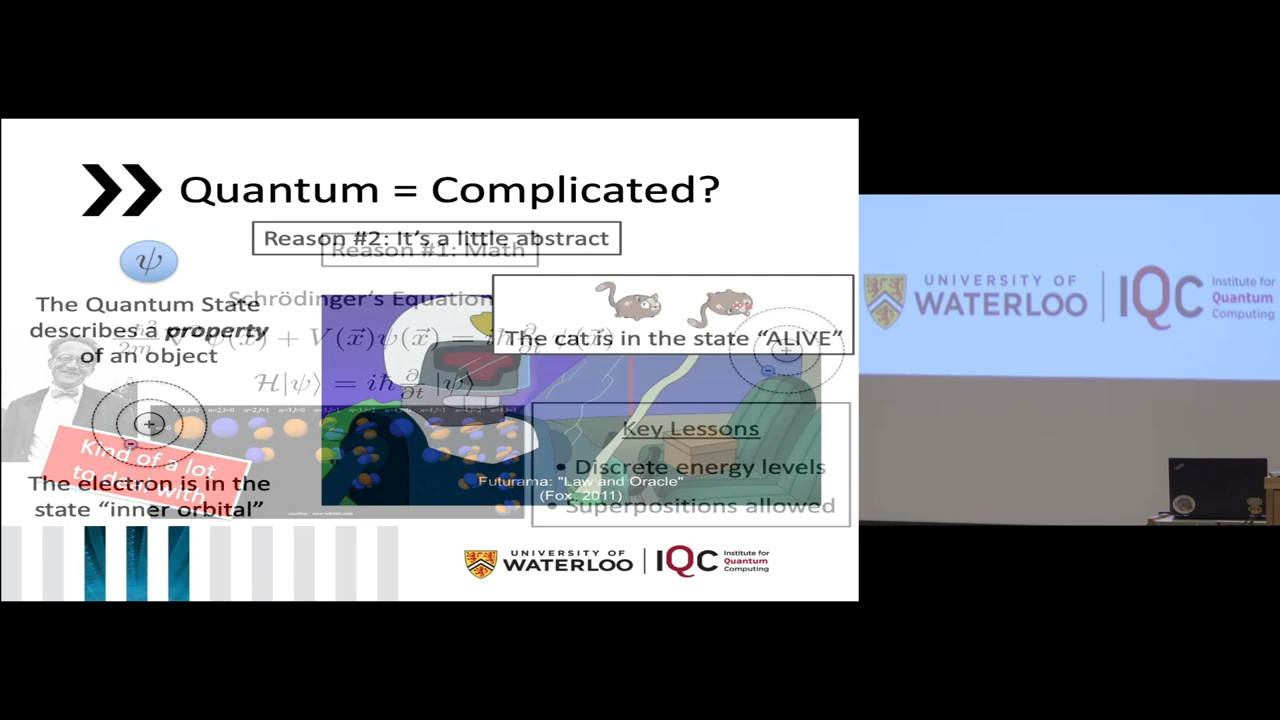 Quantum = Complicated?
Reason #2: It's a little abstract
Reason #1: Math
ψ
The Quantum State
describes a property
of an object
Schrödinger's Equation
The cat is in the state “ALIVE”
H|ψ⟩ = iħ ∂/∂t |ψ⟩
Kind of a lot
to deal with
The electron is in the
state “inner orbital”
Key Lessons
• Discrete energy levels
• Superpositions allowed
Futurama: "Law and Oracle"
(Fox, 2011)
UNIVERSITY OF
WATERLOO
IQC
Institute for
Quantum
Computing
UNIVERSITY OF
WATERLOO
IQC
Institute for
Quantum
Computing